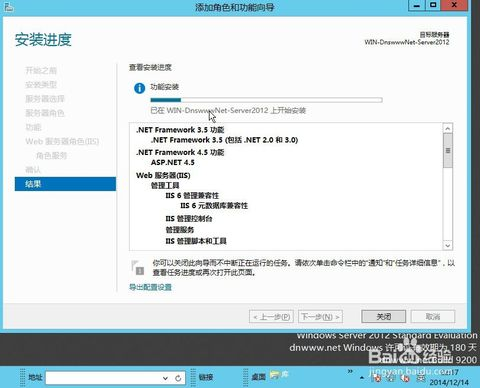 添加角色和功能向导
安装进度
目标服务器
WIN-DnswwwNet-Server2012
开始之前
安装类型
服务器选择
服务器角色
功能
Web 服务器角色(IIS)
角色服务
确认
结果
查看安装进度
功能安装
已在 WIN-DnswwwNet-Server2012 上开始安装
.NET Framework 3.5 功能
.NET Framework 3.5 (包括 .NET 2.0 和 3.0)
.NET Framework 4.5 功能
ASP.NET 4.5
Web 服务器(IIS)
管理工具
IIS 6 管理兼容性
IIS 6 元数据库兼容性
IIS 管理控制台
管理服务
IIS 管理脚本和工具
你可以关闭此向导而不中断正在运行的任务。请依次单击命令栏中的"通知"和"任务详细信息"，以
查看任务进度或再次打开此页面。
导出配置设置
< 上一步(P)
下一步(N) >
关闭
取消
Windows Server 2012 Standard Evaluation
dnwww.net Windows 许可证有效期为 180 天
Build 9200
Baidu 经验
jingyan.baidu.com
地址
链接
桌面
库
2014/12/14